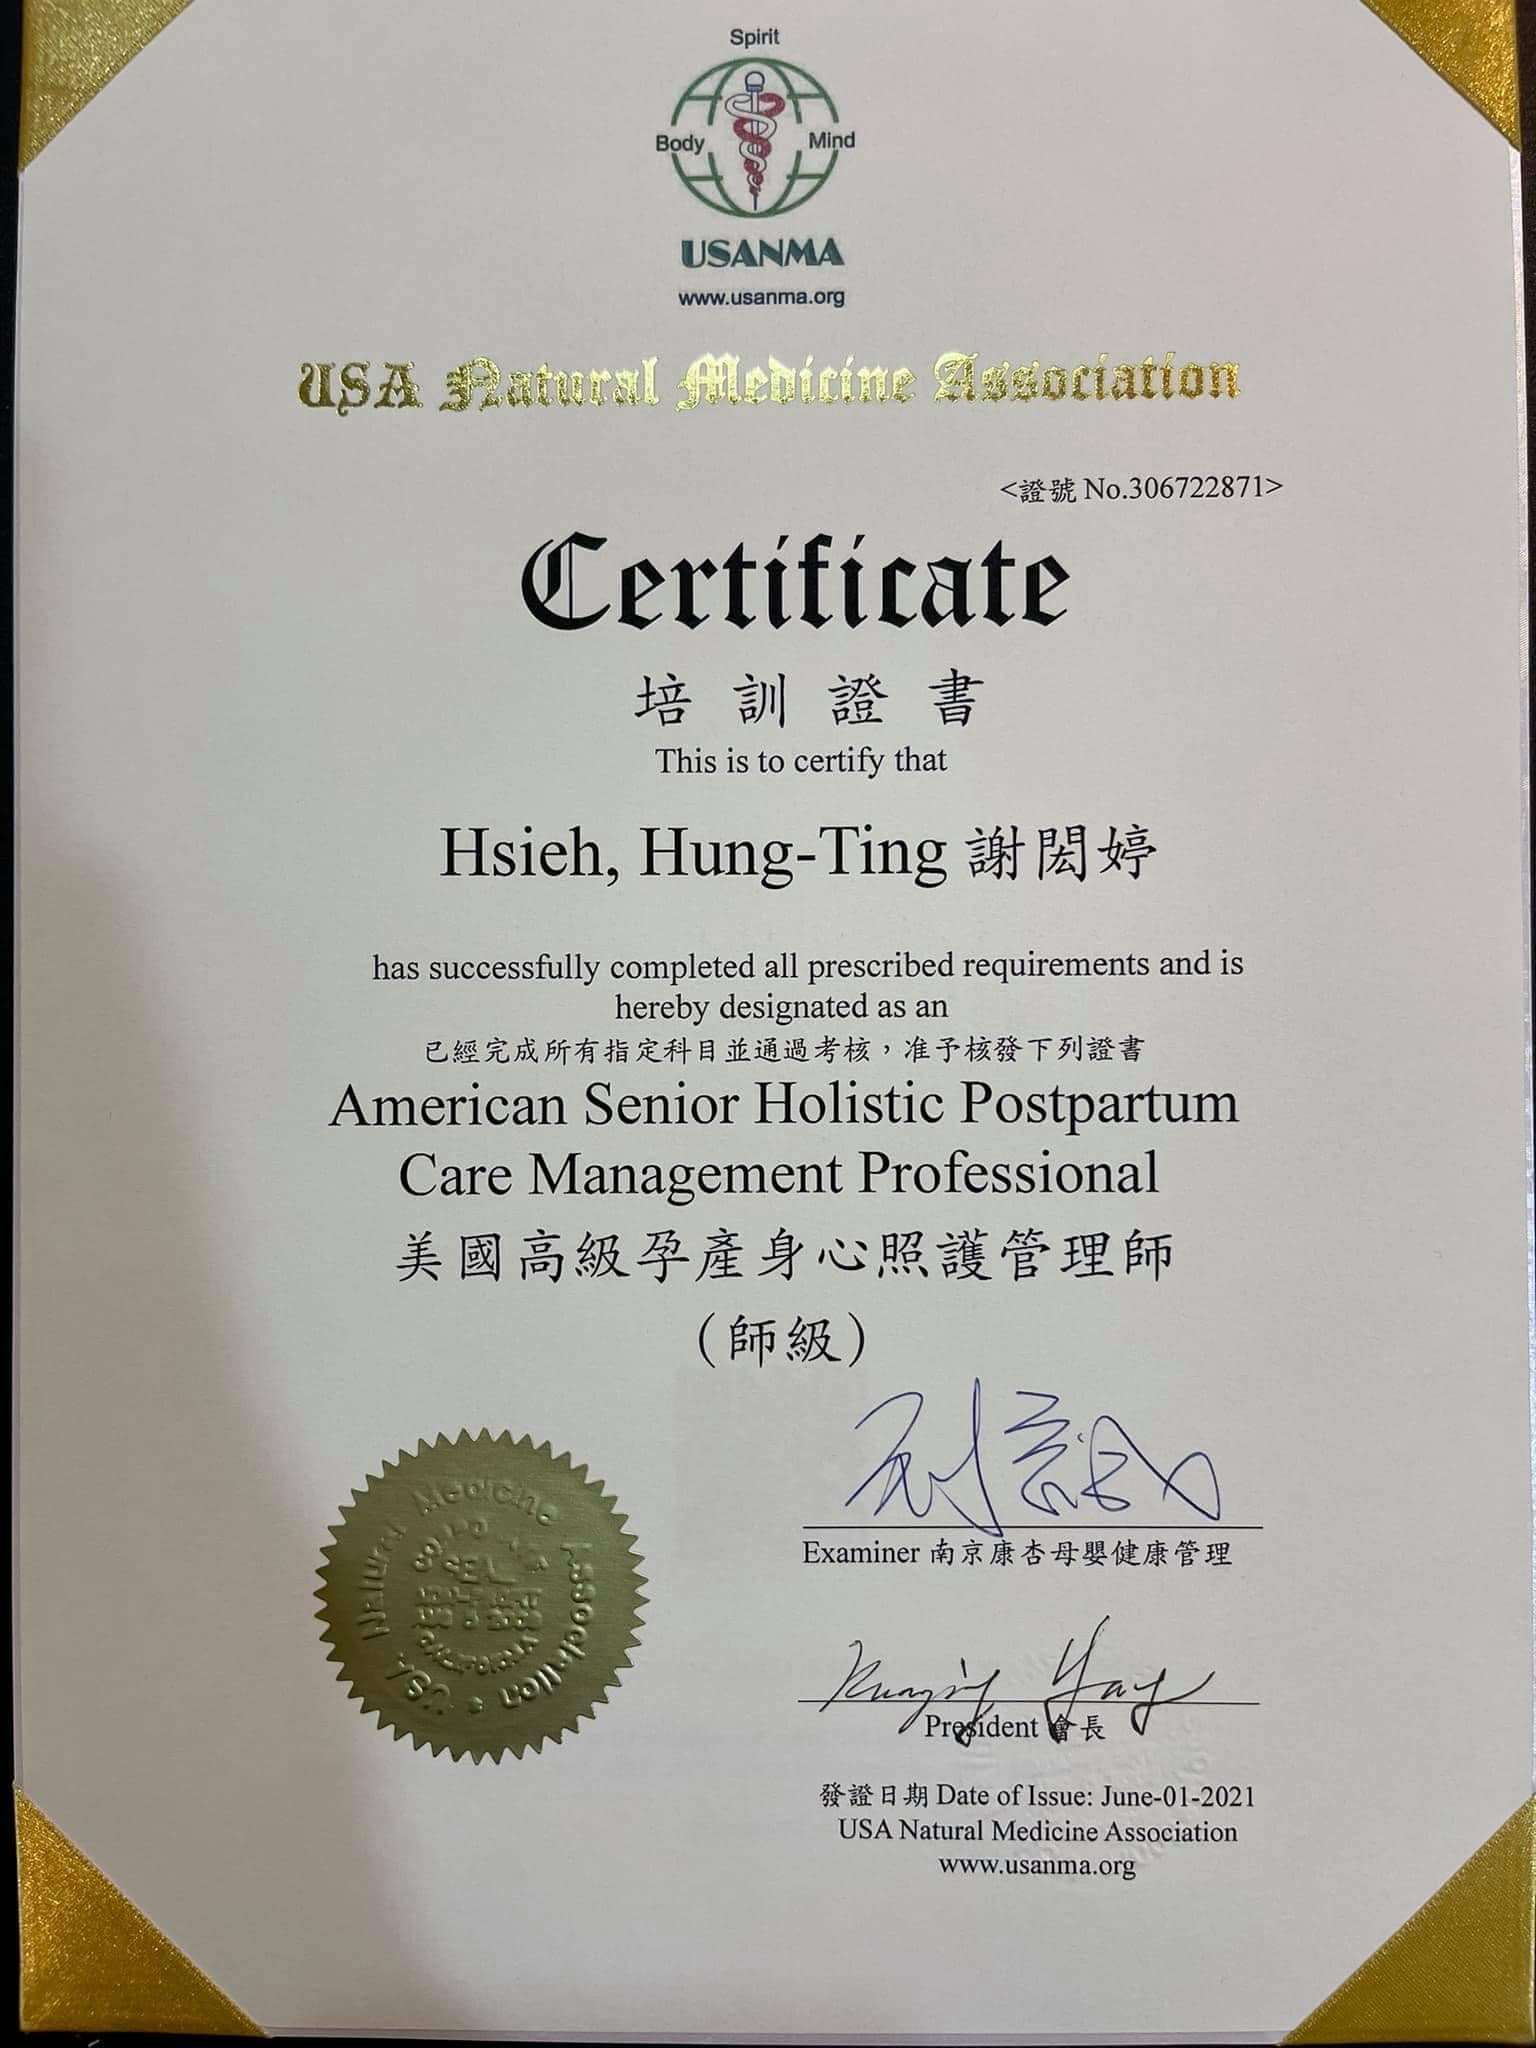 Spirit
Body
Mind
USANMA
www.usanma.org
USA Natural Medicine Association
<證號 No.306722871>
Certificate
培訓證書
This is to certify that
Hsieh, Hung-Ting 謝閎婷
has successfully completed all prescribed requirements and is
hereby designated as an
已經完成所有指定科目並通過考核，准予核發下列證書
American Senior Holistic Postpartum
Care Management Professional
美國高級孕產身心照護管理師
（師級）
Examiner 南京康杏母嬰健康管理
President 會長
Natural Medicine Association • USA
SEAL
發證日期 Date of Issue: June-01-2021
USA Natural Medicine Association
www.usanma.org